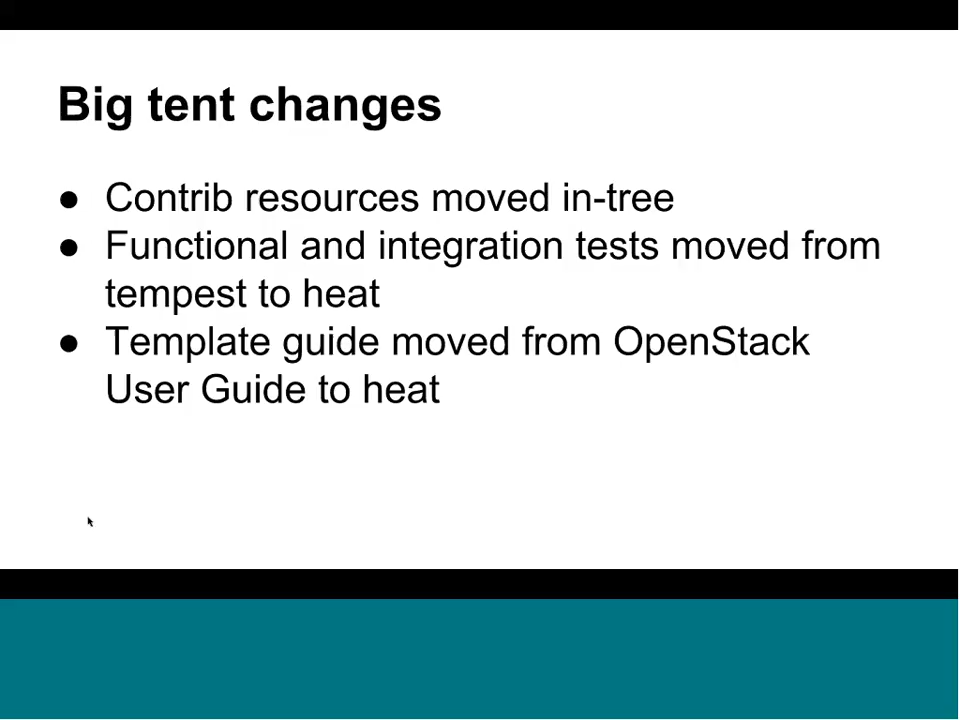 Big tent changes
● Contrib resources moved in-tree
● Functional and integration tests moved from
tempest to heat
● Template guide moved from OpenStack
User Guide to heat